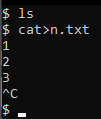 $ ls
$ cat>n.txt
1
2
3
^C
$